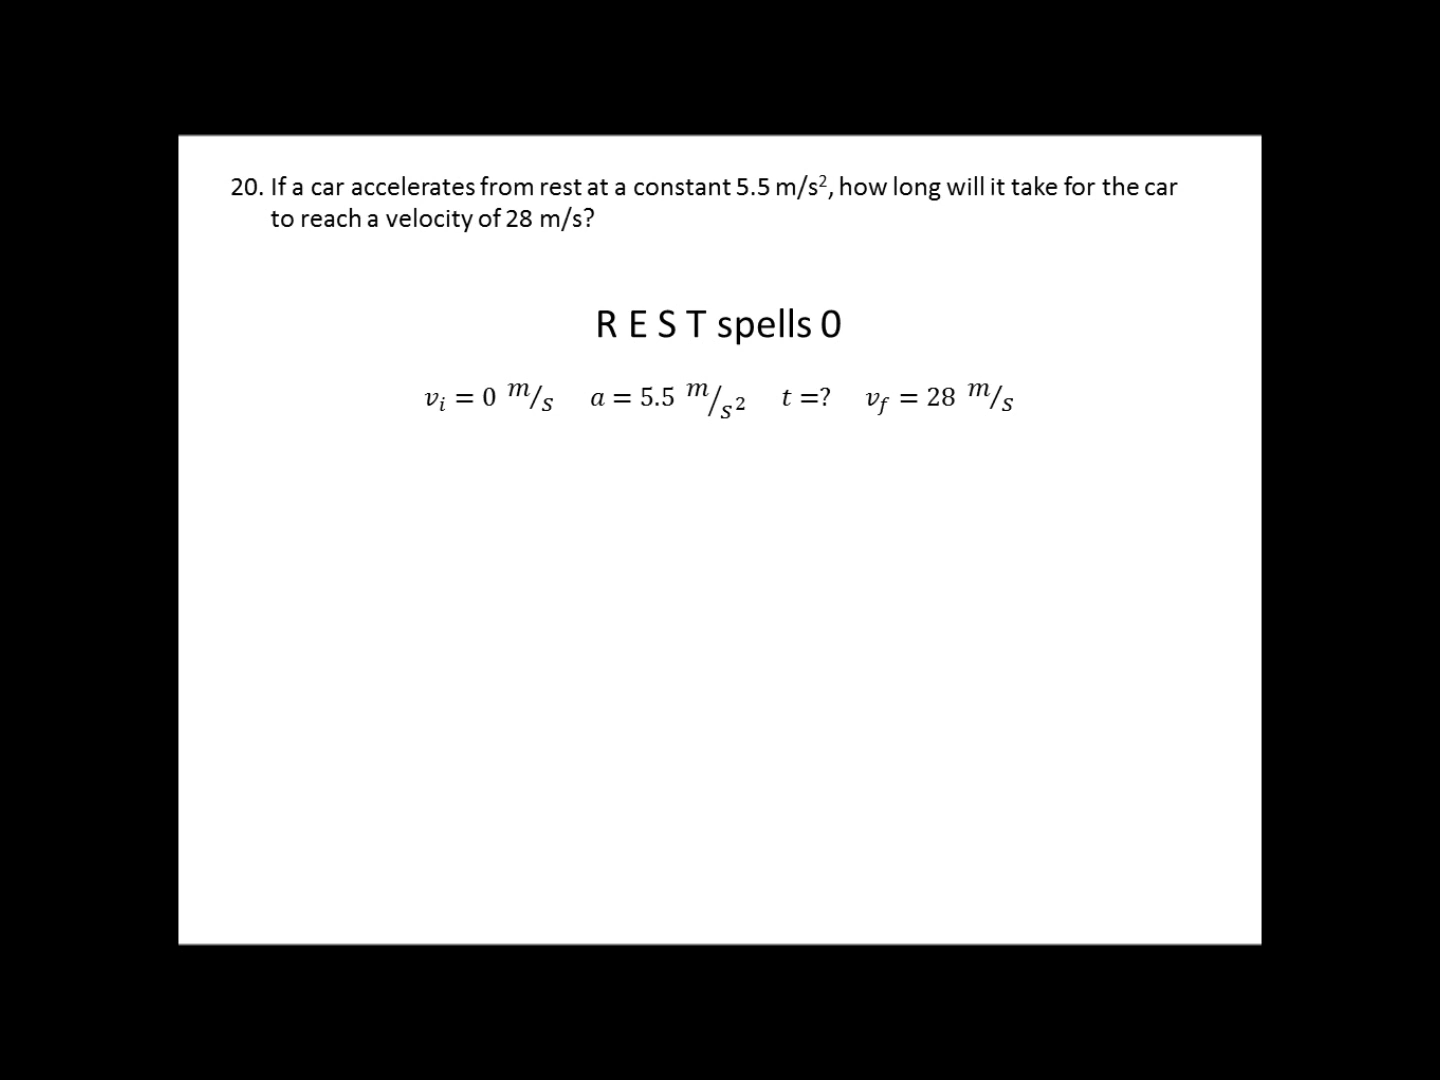 20. If a car accelerates from rest at a constant 5.5 m/s², how long will it take for the car
to reach a velocity of 28 m/s?
R E S T spells 0
vᵢ = 0 m/s a = 5.5 m/s² t =? v_f = 28 m/s